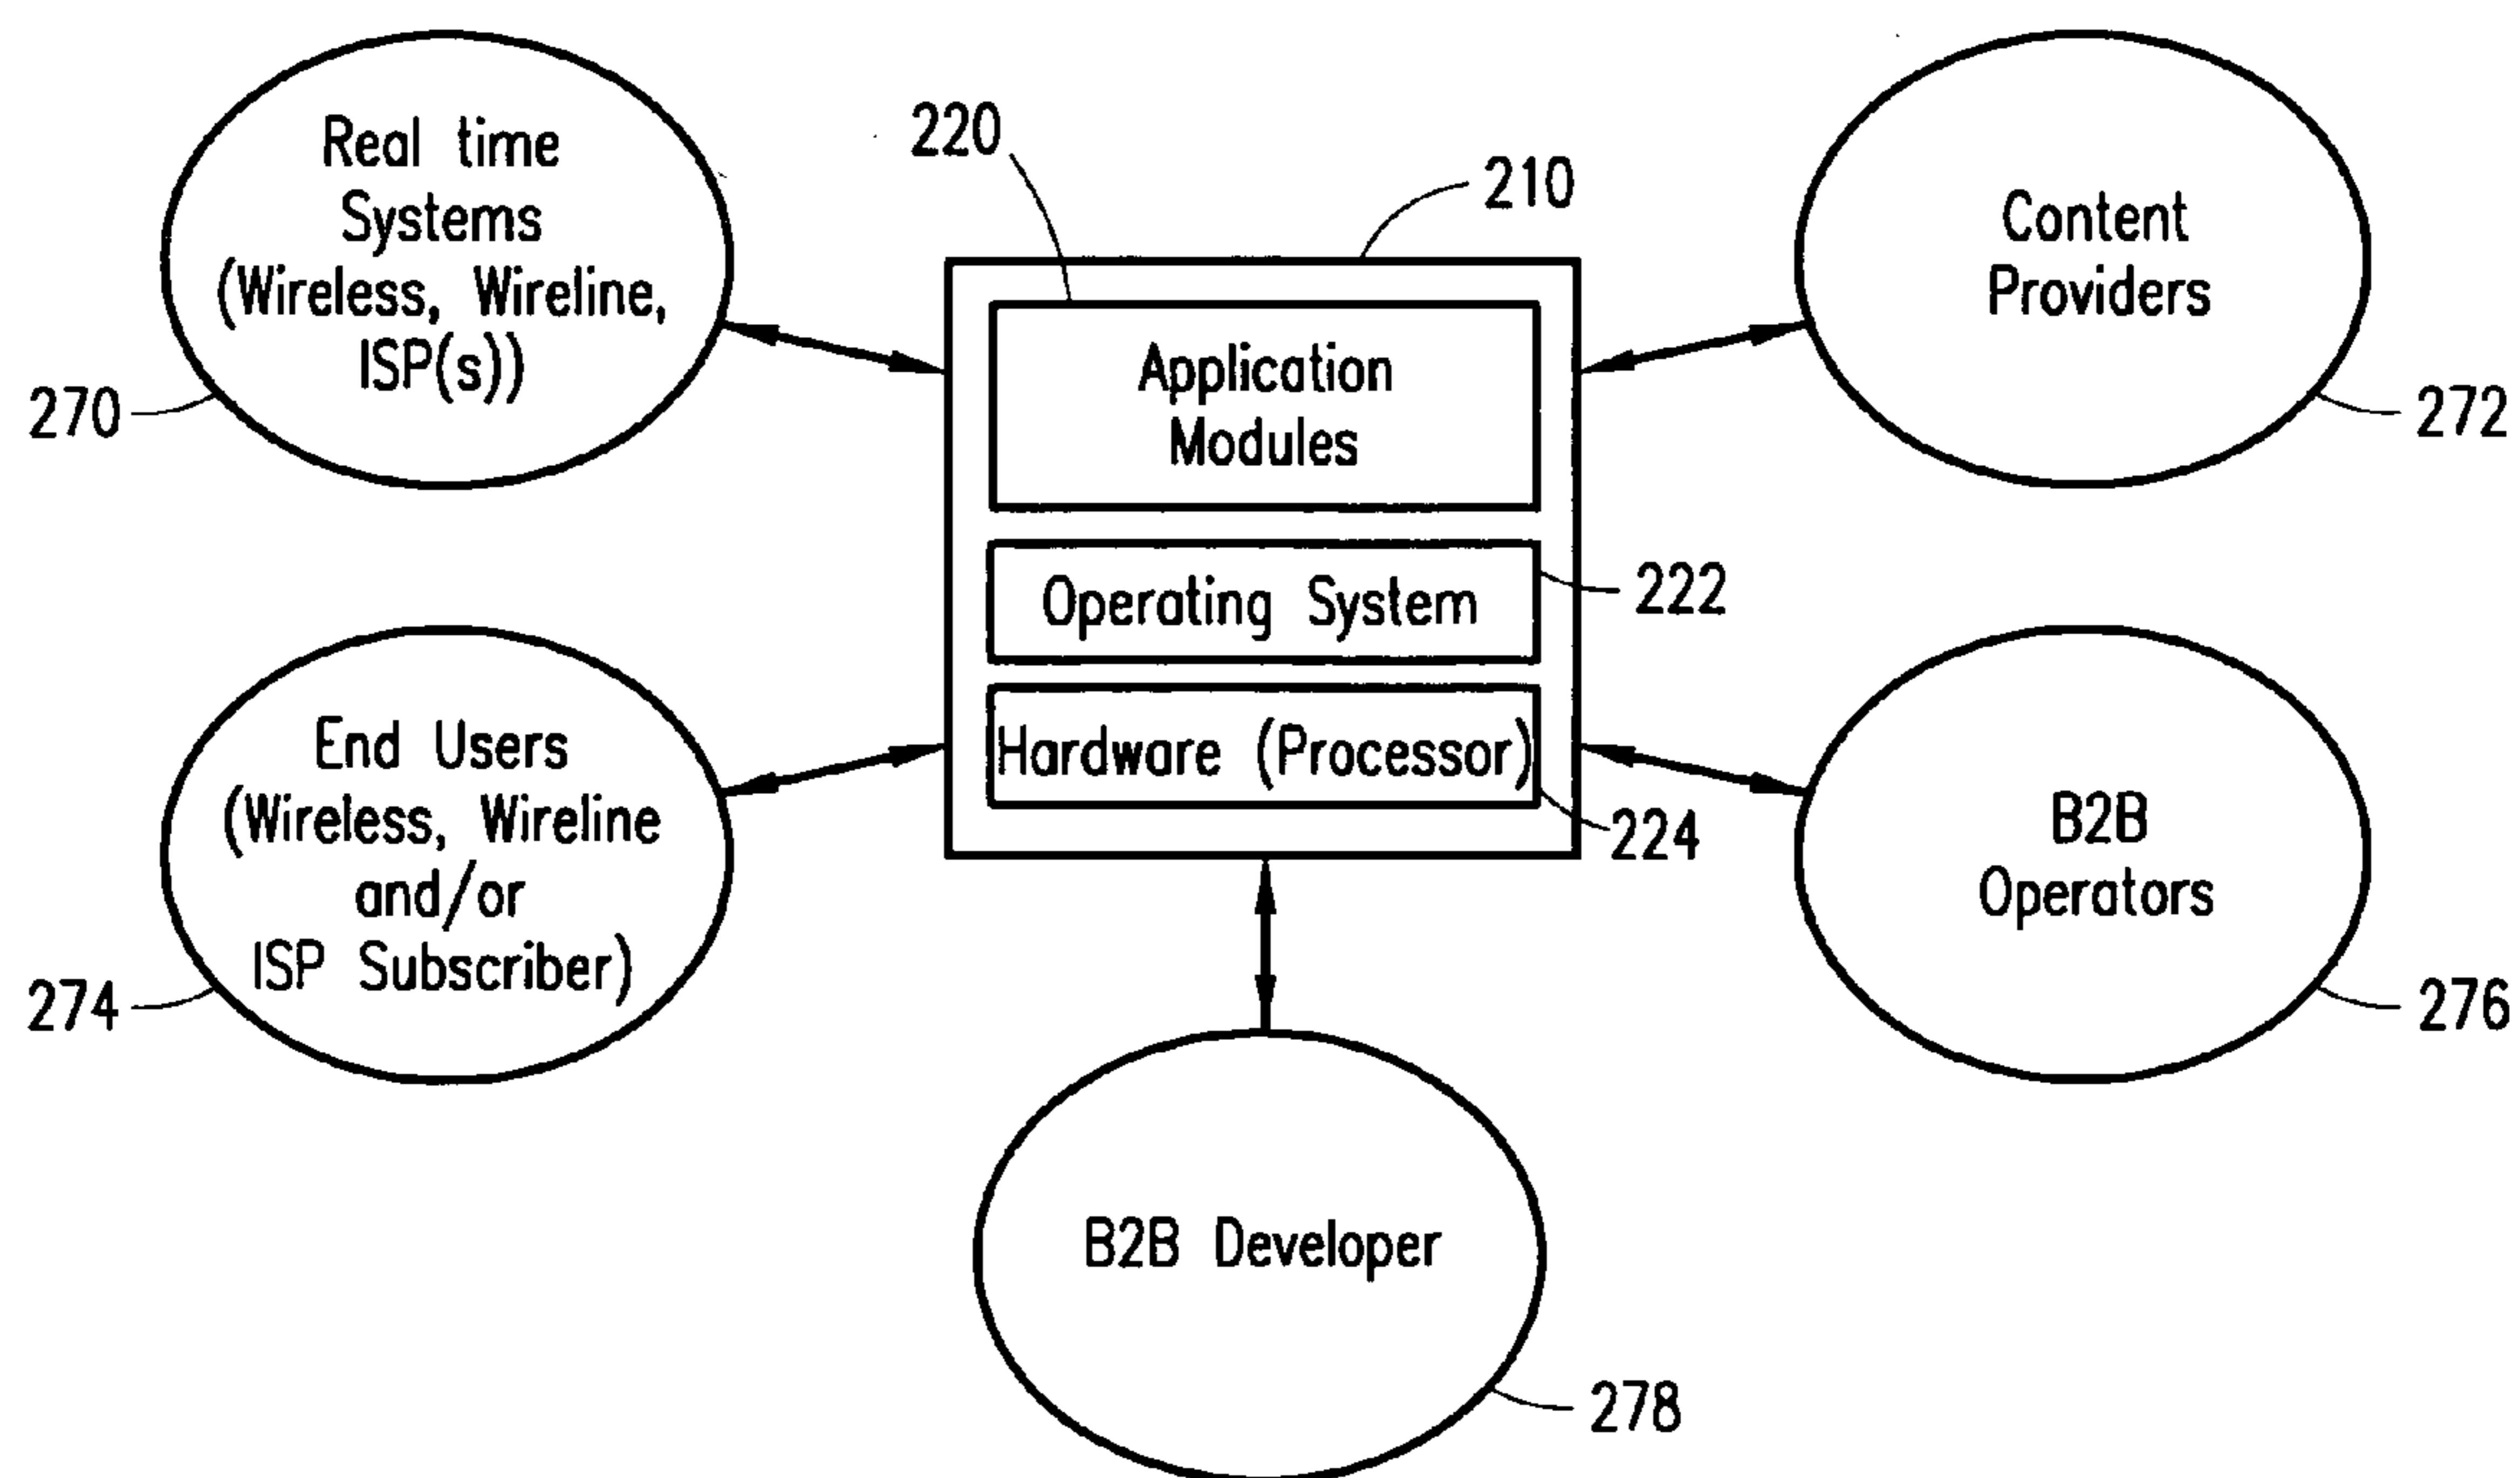 Real time
Systems
(Wireless, Wireline,
ISP(s))
270
220
210
Content
Providers
272
Application
Modules
Operating System
222
Hardware (Processor)
224
End Users
(Wireless, Wireline
and/or
ISP Subscriber)
274
B2B
Operators
276
B2B Developer
278